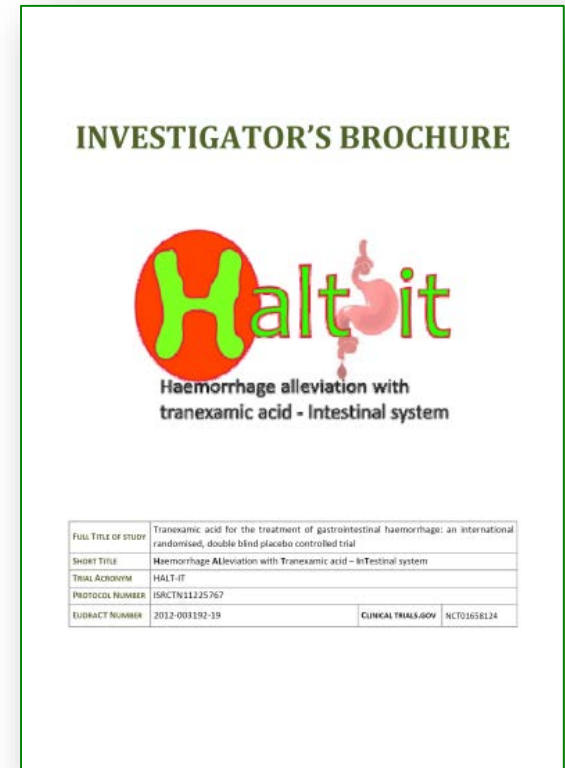 INVESTIGATOR'S BROCHURE
Halt it
Haemorrhage alleviation with
tranexamic acid - Intestinal system
FULL TITLE OF STUDY Tranexamic acid for the treatment of gastrointestinal haemorrhage: an international
randomised, double blind placebo controlled trial
SHORT TITLE Haemorrhage ALleviation with Tranexamic acid – InTestinal system
TRIAL ACRONYM HALT-IT
PROTOCOL NUMBER ISRCTN11225767
EUDRACT NUMBER 2012-003192-19 CLINICAL TRIALS.GOV NCT01658124